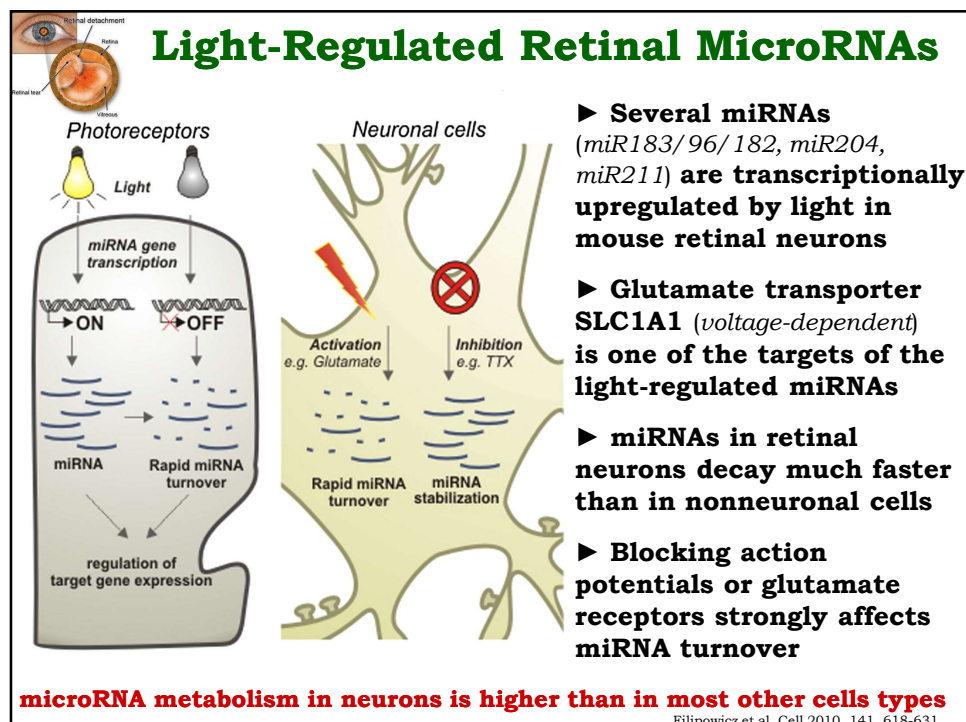 Retinal detachment
Retina
Retinal tear
Vitreous
Light-Regulated Retinal MicroRNAs
Photoreceptors
Light
miRNA gene
transcription
ON
OFF
miRNA
Rapid miRNA
turnover
regulation of
target gene expression
Neuronal cells
Activation
e.g. Glutamate
Inhibition
e.g. TTX
Rapid miRNA
turnover
miRNA
stabilization
► Several miRNAs
(miR183/96/182, miR204,
miR211) are transcriptionally
upregulated by light in
mouse retinal neurons
► Glutamate transporter
SLC1A1 (voltage-dependent)
is one of the targets of the
light-regulated miRNAs
► miRNAs in retinal
neurons decay much faster
than in nonneuronal cells
► Blocking action
potentials or glutamate
receptors strongly affects
miRNA turnover
microRNA metabolism in neurons is higher than in most other cells types
Filipowicz et al. Cell 2010, 141, 618-631